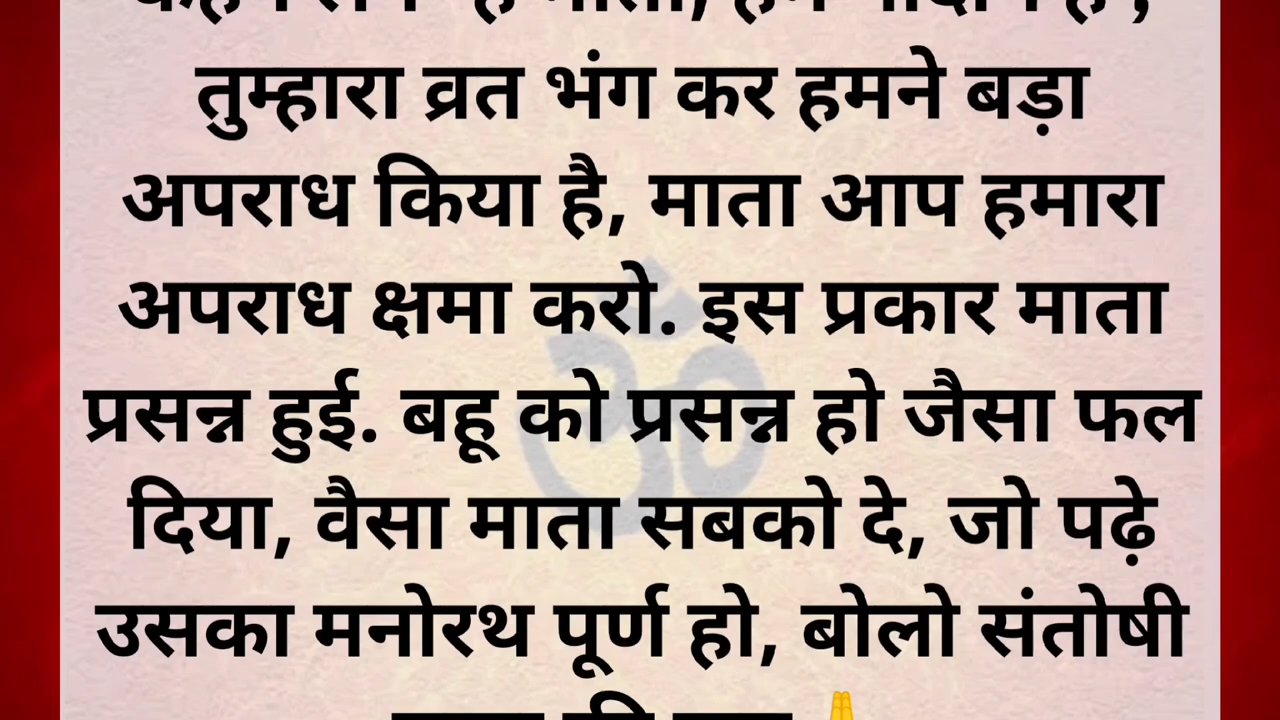 तुम्हारा व्रत भंग कर हमने बड़ा
अपराध किया है, माता आप हमारा
अपराध क्षमा करो. इस प्रकार माता
प्रसन्न हुई. बहू को प्रसन्न हो जैसा फल
दिया, वैसा माता सबको दे, जो पढ़े
उसका मनोरथ पूर्ण हो, बोलो संतोषी